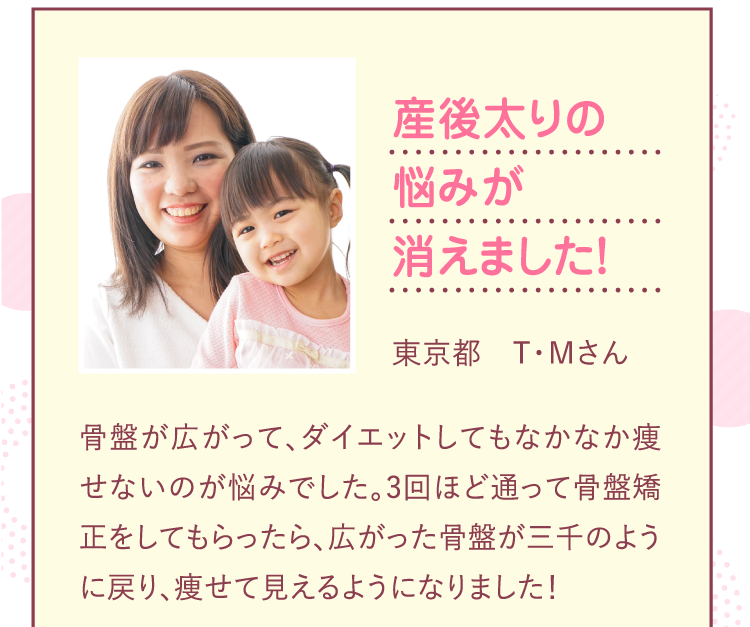 産後太りの
悩みが
消えました!
東京都　T・Mさん
骨盤が広がって、ダイエットしてもなかなか痩
せないのが悩みでした。3回ほど通って骨盤矯
正をしてもらったら、広がった骨盤が三千のよう
に戻り、痩せて見えるようになりました!